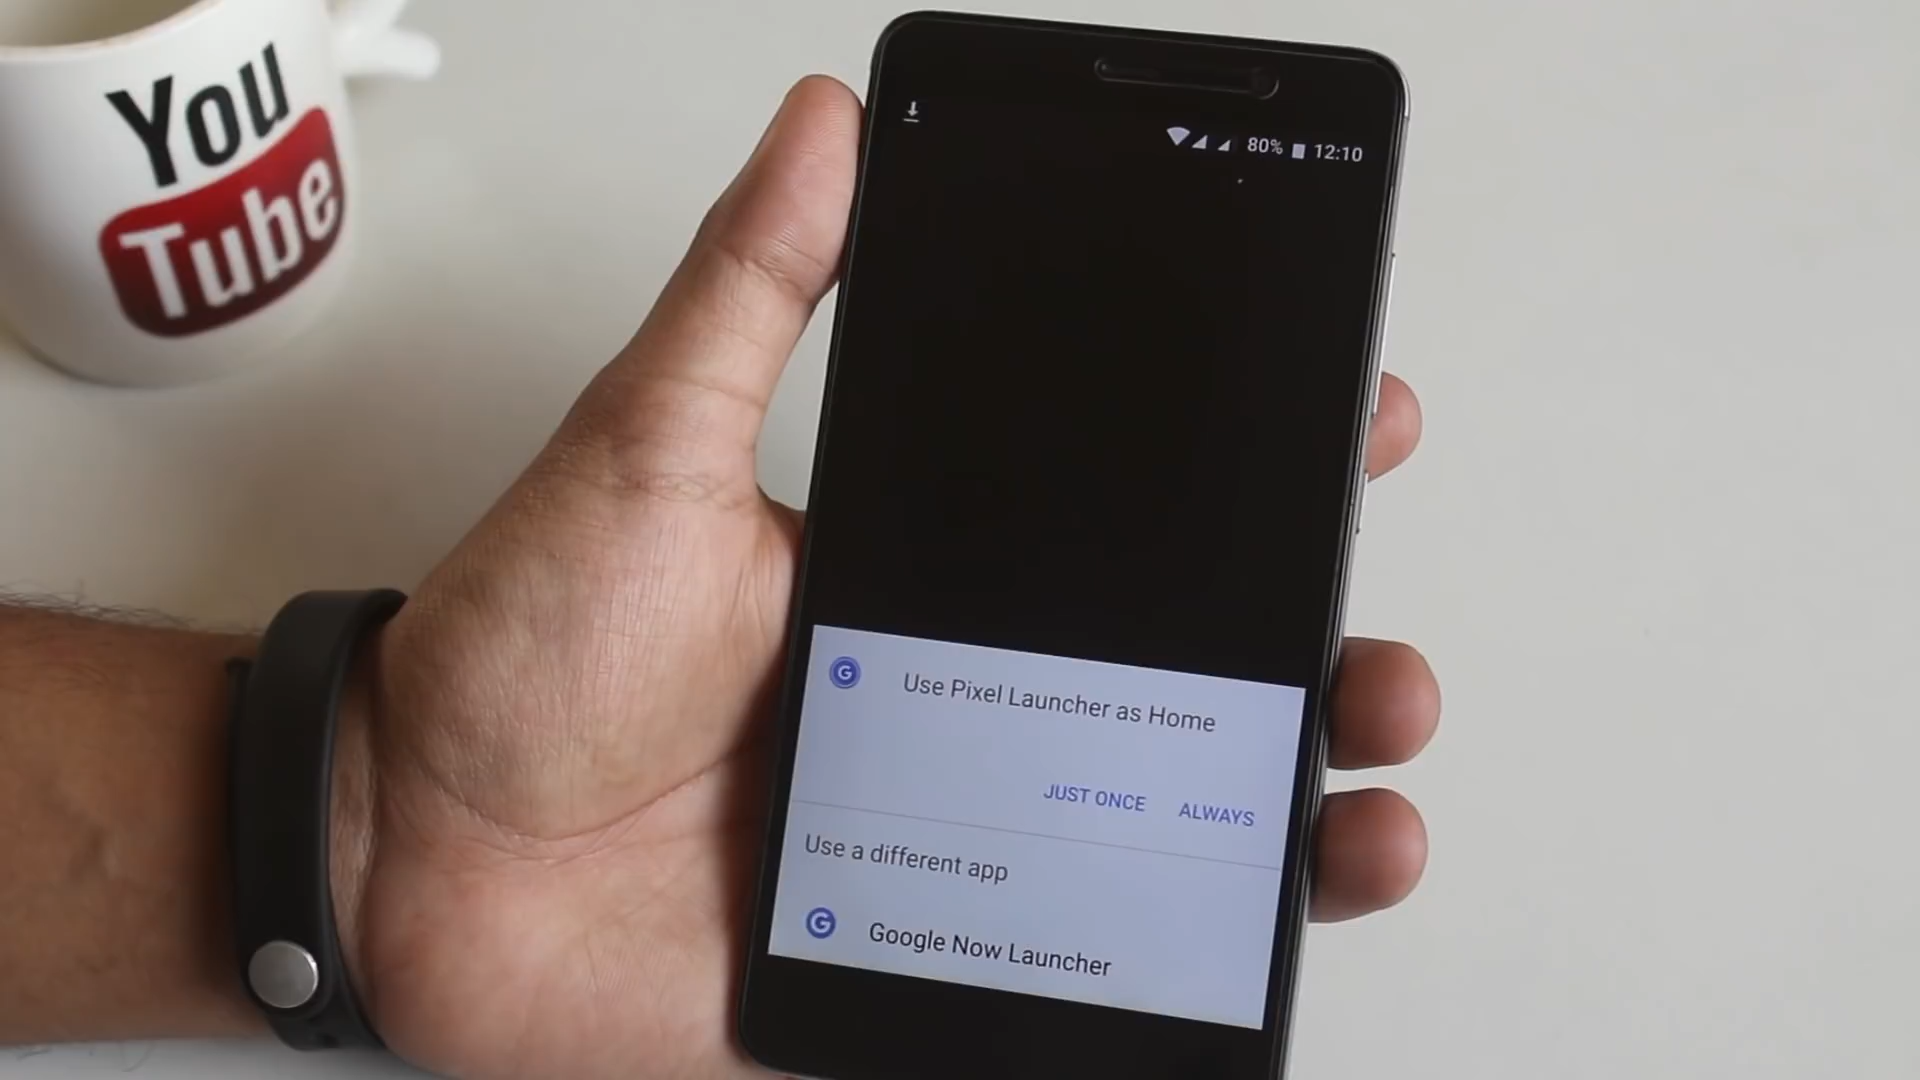 You
Tube
80% 12:10
Use Pixel Launcher as Home
JUST ONCE ALWAYS
Use a different app
Google Now Launcher